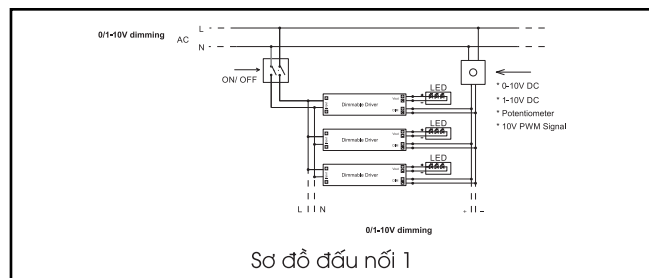 0/1-10V dimming
AC
L
N
ON/ OFF
* 0-10V DC
* 1-10V DC
* Potentiometer
* 10V PWM Signal
LED
Dimmable Driver
LED
Dimmable Driver
LED
Dimmable Driver
L
N
0/1-10V dimming
Sơ đồ đấu nối 1